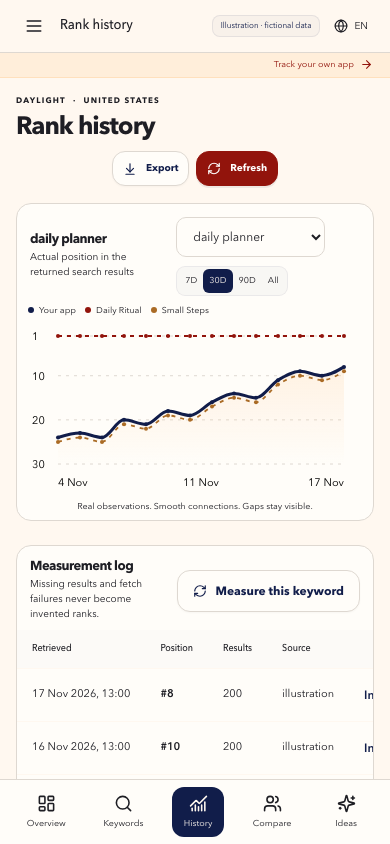 Rank history
Illustration · fictional data
EN
Track your own app
DAYLIGHT · UNITED STATES
Rank history
Export
Refresh
daily planner
Actual position in the
returned search results
daily planner
7D 30D 90D All
Your app Daily Ritual Small Steps
1
10
20
30
4 Nov 11 Nov 17 Nov
Real observations. Smooth connections. Gaps stay visible.
Measurement log
Missing results and fetch
failures never become
invented ranks.
Measure this keyword
Retrieved Position Results Source
17 Nov 2026, 13:00 #8 200 illustration In
16 Nov 2026, 13:00 #10 200 illustration In
Overview Keywords History Compare Ideas